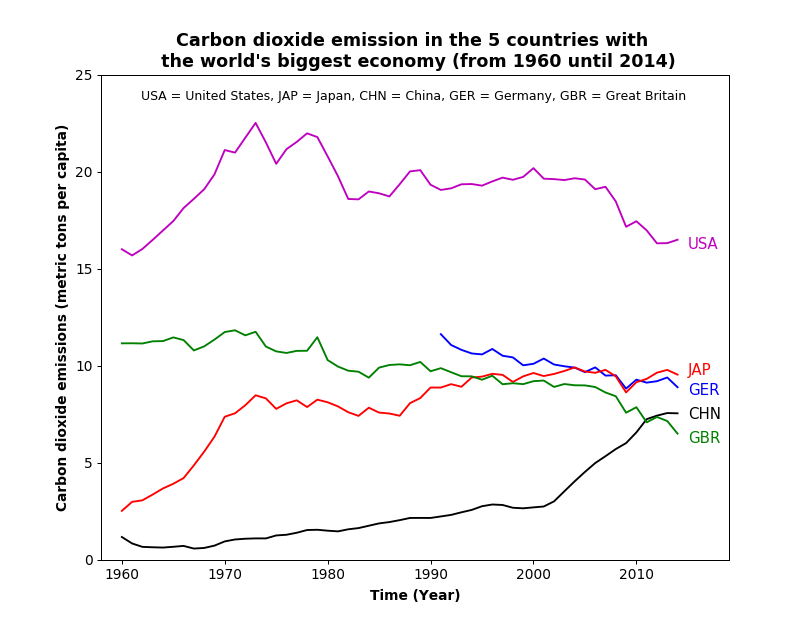 Carbon dioxide emission in the 5 countries with
the world's biggest economy (from 1960 until 2014)
USA = United States, JAP = Japan, CHN = China, GER = Germany, GBR = Great Britain
Carbon dioxide emissions (metric tons per capita)
25
20
15
10
5
0
USA
JAP
GER
CHN
GBR
1960
1970
1980
1990
2000
2010
Time (Year)